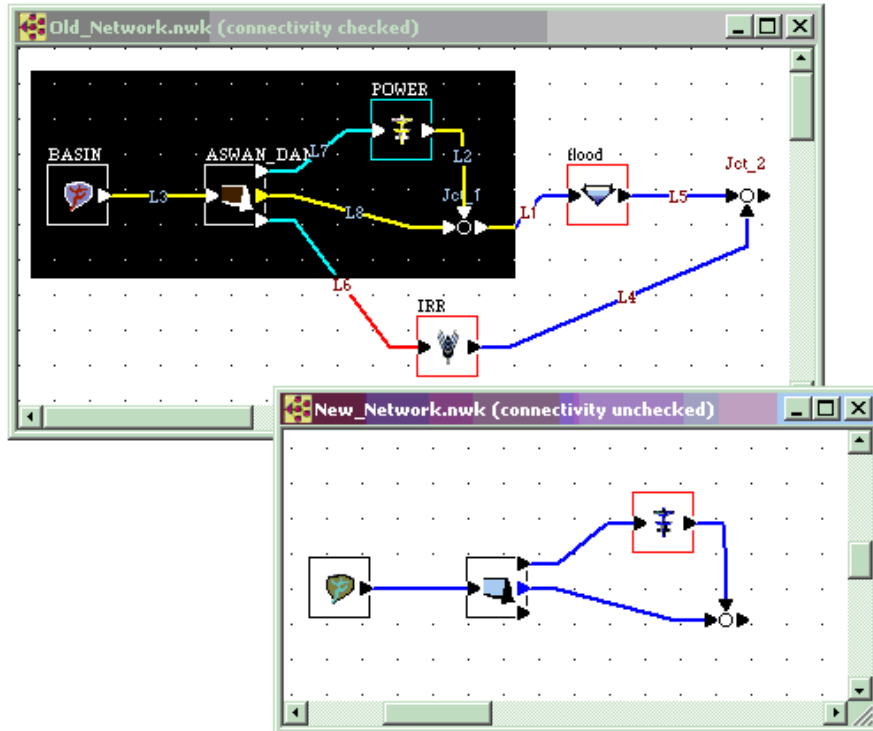 Old_Network.nwk (connectivity checked)
POWER
BASIN
ASWAN_DAM
L7
L2
flood
Jct_2
L3
L8
Jct_1
L1
L5
L6
IRR
L4
New_Network.nwk (connectivity unchecked)